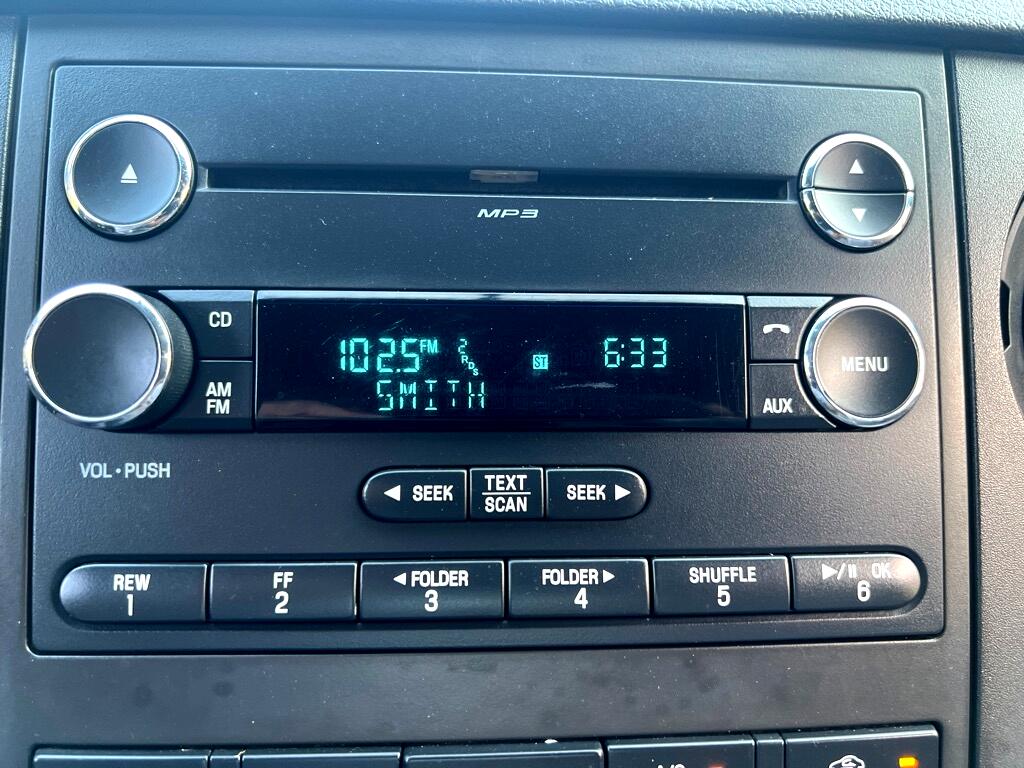 MP3
CD
102.5 FM 2 RDS ST 6:33
MENU
AM
FM
SMITH
AUX
VOL • PUSH
◄ SEEK
TEXT
SCAN
SEEK ►
REW
1
FF
2
◄ FOLDER
3
FOLDER ►
4
SHUFFLE
5
►/II OK
6